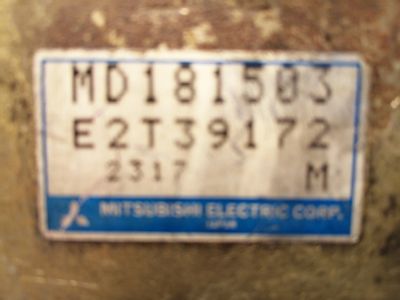 MD181503
E2T39172
2317 M
MITSUBISHI ELECTRIC CORP.
JAPAN